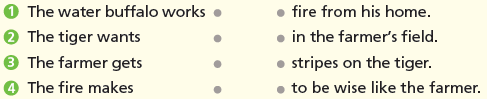 1 The water buffalo works ● ● fire from his home.
2 The tiger wants ● ● in the farmer's field.
3 The farmer gets ● ● stripes on the tiger.
4 The fire makes ● ● to be wise like the farmer.